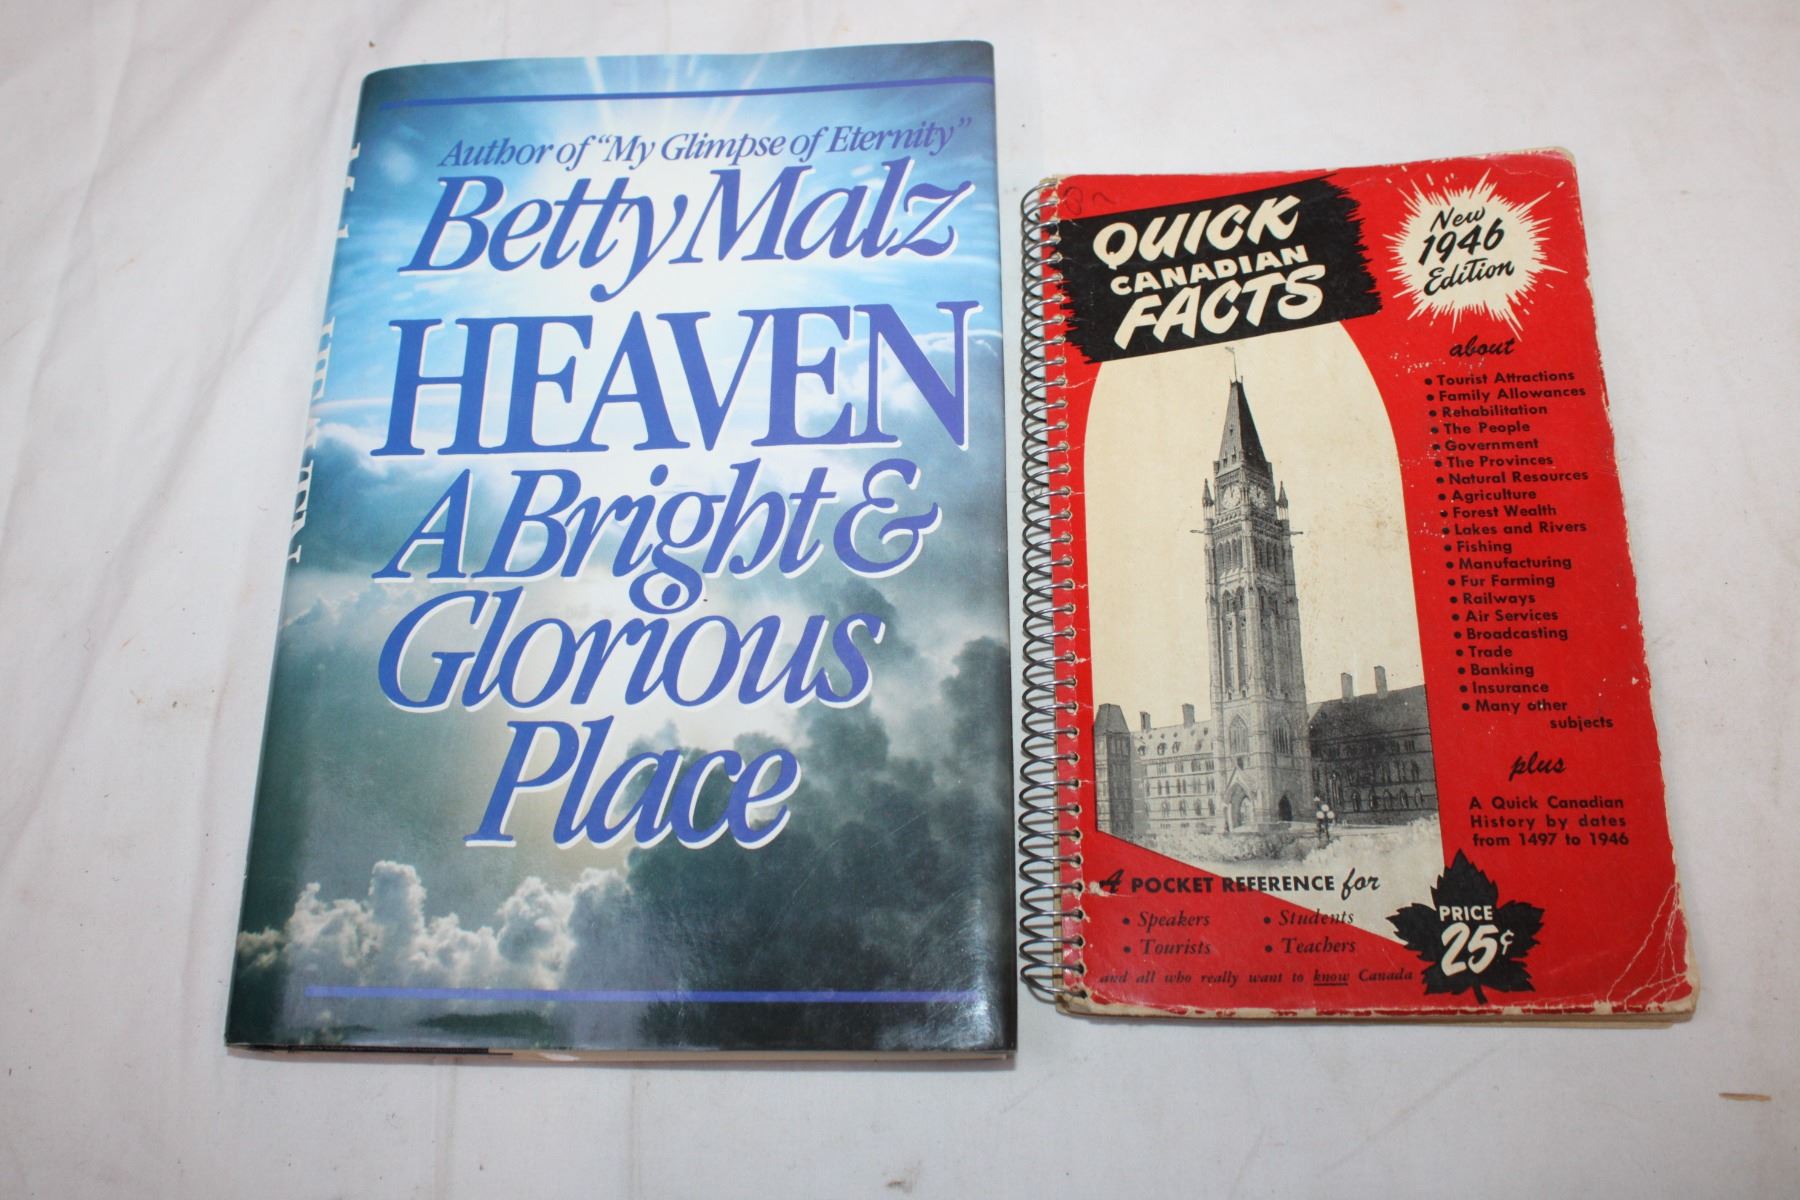 Author of "My Glimpse of Eternity"
Betty Malz
HEAVEN
A Bright &
Glorious
Place
QUICK
CANADIAN
FACTS
New
1946
Edition
about
• Tourist Attractions
• Family Allowances
• Rehabilitation
• The People
• Government
• The Provinces
• Natural Resources
• Agriculture
• Forest Wealth
• Lakes and Rivers
• Fishing
• Manufacturing
• Fur Farming
• Railways
• Air Services
• Broadcasting
• Trade
• Banking
• Insurance
• Many other
subjects
plus
A Quick Canadian
History by dates
from 1497 to 1946
A POCKET REFERENCE for
• Speakers • Students
• Tourists • Teachers
and all who really want to know Canada
PRICE
25¢